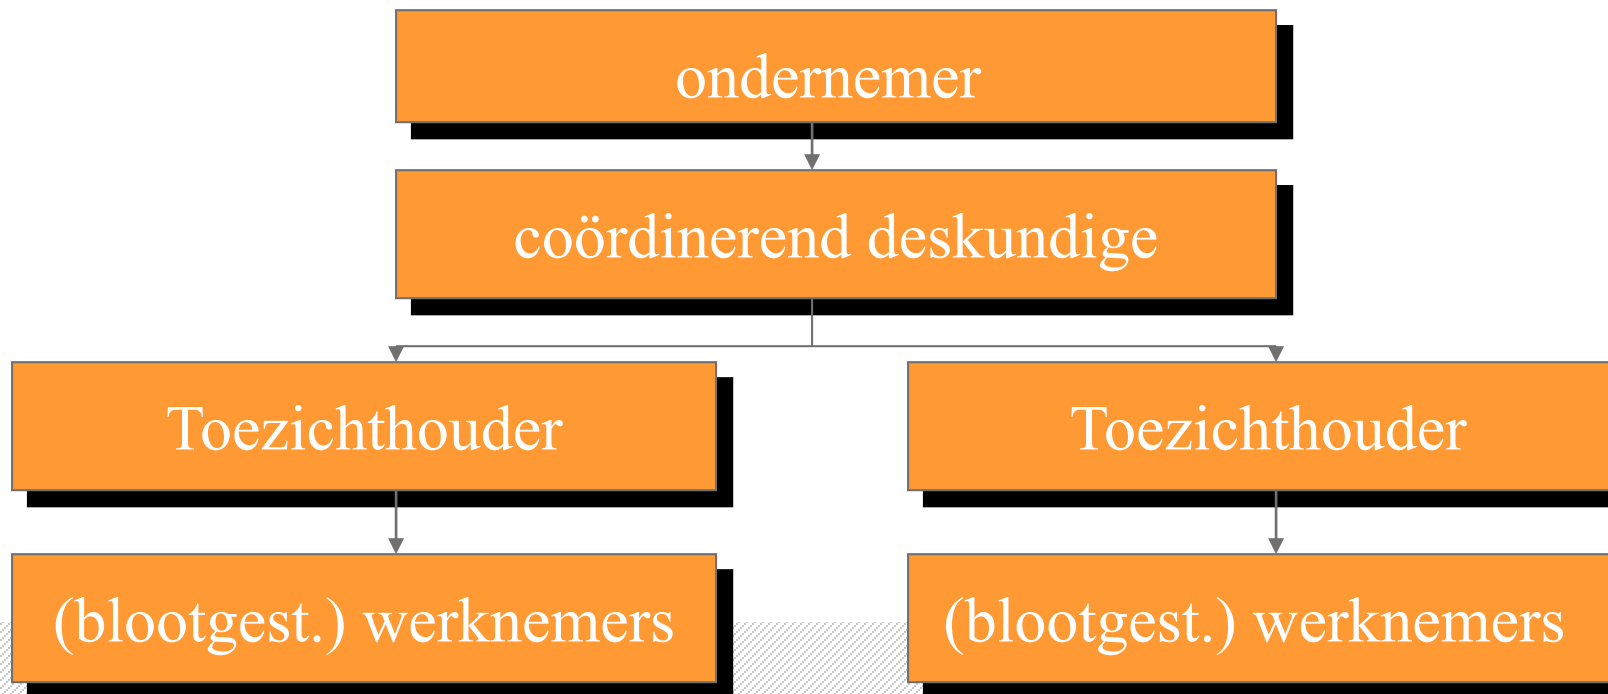 ondernemer
coördinerend deskundige
Toezichthouder
Toezichthouder
(blootgest.) werknemers
(blootgest.) werknemers